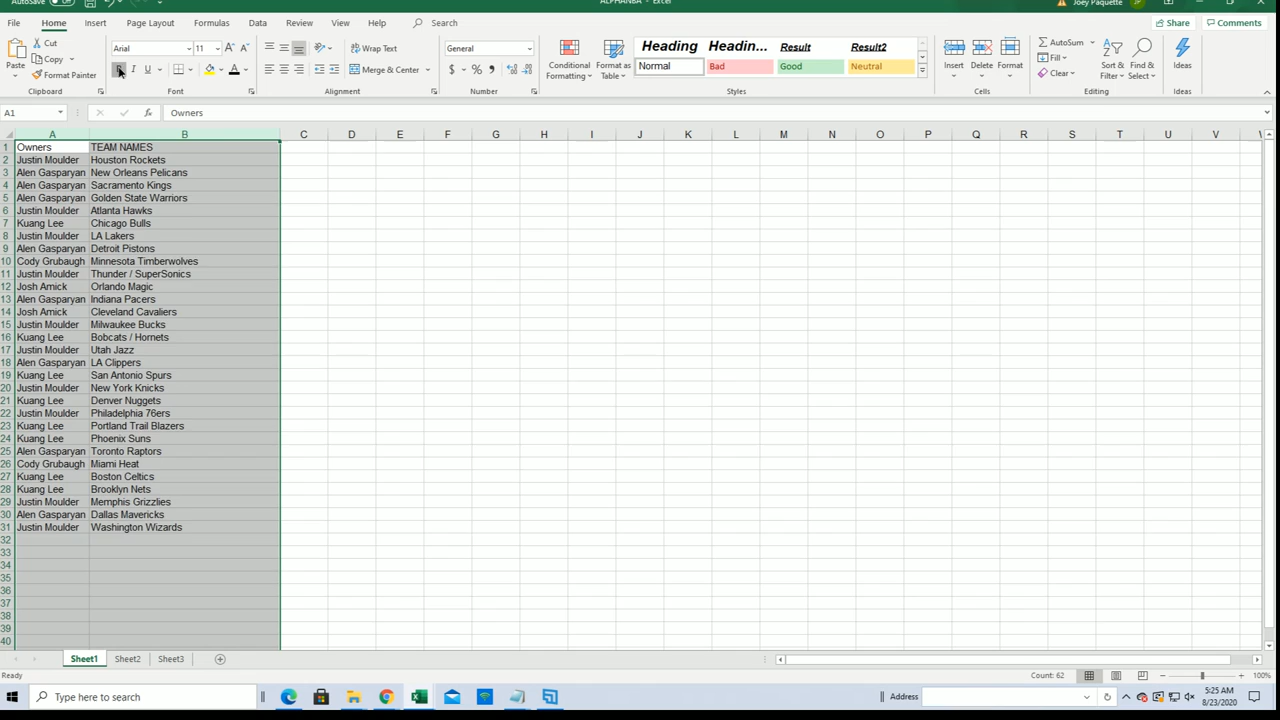 AutoSave ALPHANBA - Excel Joey Paquette JP
File Home Insert Page Layout Formulas Data Review View Help Search Share Comments
Paste Cut Copy Format Painter Clipboard
Arial 11 Font
Wrap Text Merge & Center Alignment
General Number
Conditional Formatting Format as Table Heading Headin... Result Result2 Normal Bad Good Neutral Styles
Insert Delete Format Cells
AutoSum Fill Clear Sort & Filter Find & Select Editing
Ideas Ideas
A1 fx Owners
A B C D E F G H I J K L M N O P Q R S T U V
1 Owners TEAM NAMES
2 Justin Moulder Houston Rockets
3 Alen Gasparyan New Orleans Pelicans
4 Alen Gasparyan Sacramento Kings
5 Alen Gasparyan Golden State Warriors
6 Justin Moulder Atlanta Hawks
7 Kuang Lee Chicago Bulls
8 Justin Moulder LA Lakers
9 Alen Gasparyan Detroit Pistons
10 Cody Grubaugh Minnesota Timberwolves
11 Justin Moulder Thunder / SuperSonics
12 Josh Amick Orlando Magic
13 Alen Gasparyan Indiana Pacers
14 Josh Amick Cleveland Cavaliers
15 Justin Moulder Milwaukee Bucks
16 Kuang Lee Bobcats / Hornets
17 Justin Moulder Utah Jazz
18 Alen Gasparyan LA Clippers
19 Kuang Lee San Antonio Spurs
20 Justin Moulder New York Knicks
21 Kuang Lee Denver Nuggets
22 Justin Moulder Philadelphia 76ers
23 Kuang Lee Portland Trail Blazers
24 Kuang Lee Phoenix Suns
25 Alen Gasparyan Toronto Raptors
26 Cody Grubaugh Miami Heat
27 Kuang Lee Boston Celtics
28 Kuang Lee Brooklyn Nets
29 Justin Moulder Memphis Grizzlies
30 Alen Gasparyan Dallas Mavericks
31 Justin Moulder Washington Wizards
32
33
34
35
36
37
38
39
40
Sheet1 Sheet2 Sheet3
Ready Count: 62 100%
Type here to search Address 5:25 AM
8/23/2020